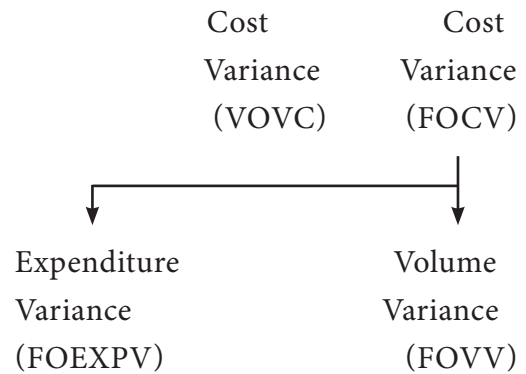 Cost Cost
Variance Variance
(VOVC) (FOCV)
Expenditure Volume
Variance Variance
(FOEXPV) (FOVV)